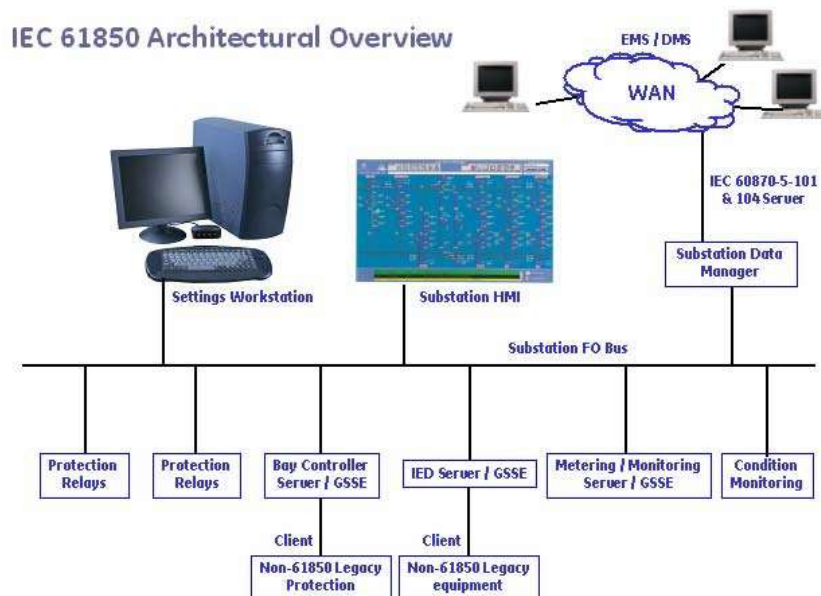 IEC 61850 Architectural Overview
EMS / DMS
WAN
IEC 60870-5-101
& 104 Server
Substation Data
Manager
Settings Workstation
Substation HMI
Substation FO Bus
Protection
Relays
Protection
Relays
Bay Controller
Server / GSSE
IED Server / GSSE
Metering / Monitoring
Server / GSSE
Condition
Monitoring
Client
Client
Non-61850 Legacy
Protection
Non-61850 Legacy
equipment